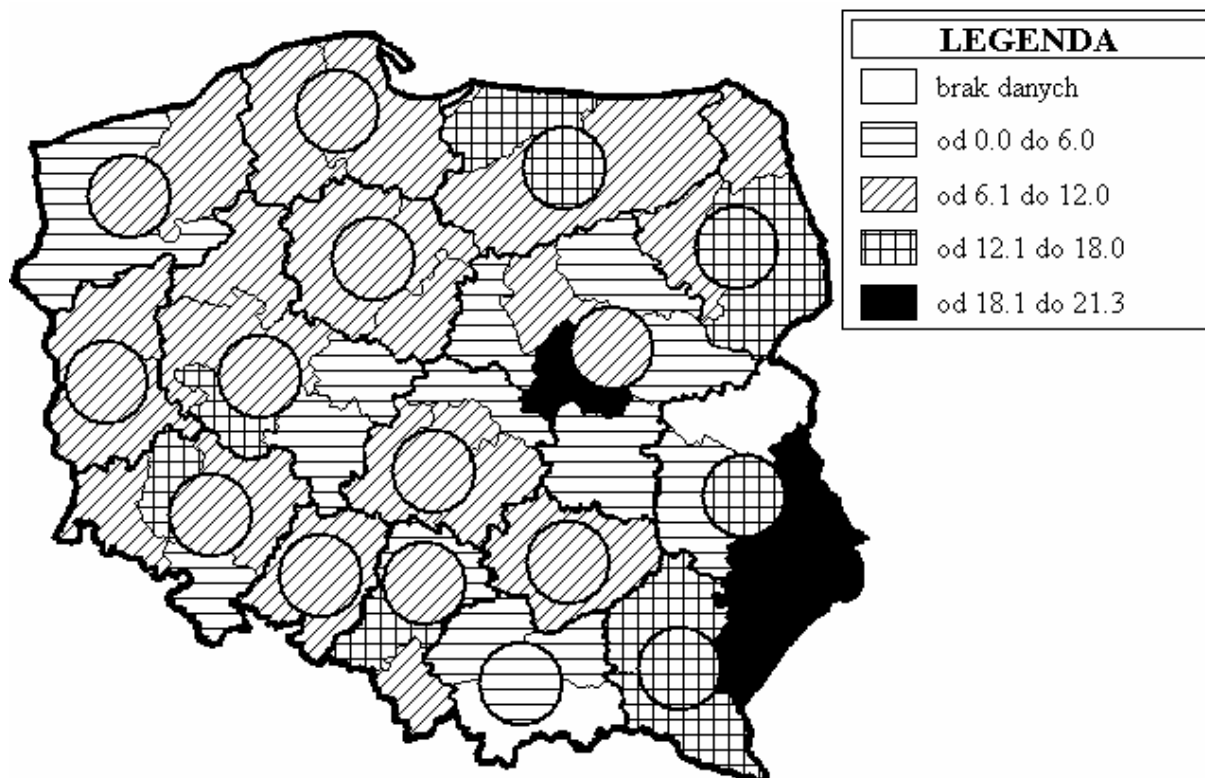 LEGENDA
brak danych
od 0.0 do 6.0
od 6.1 do 12.0
od 12.1 do 18.0
od 18.1 do 21.3